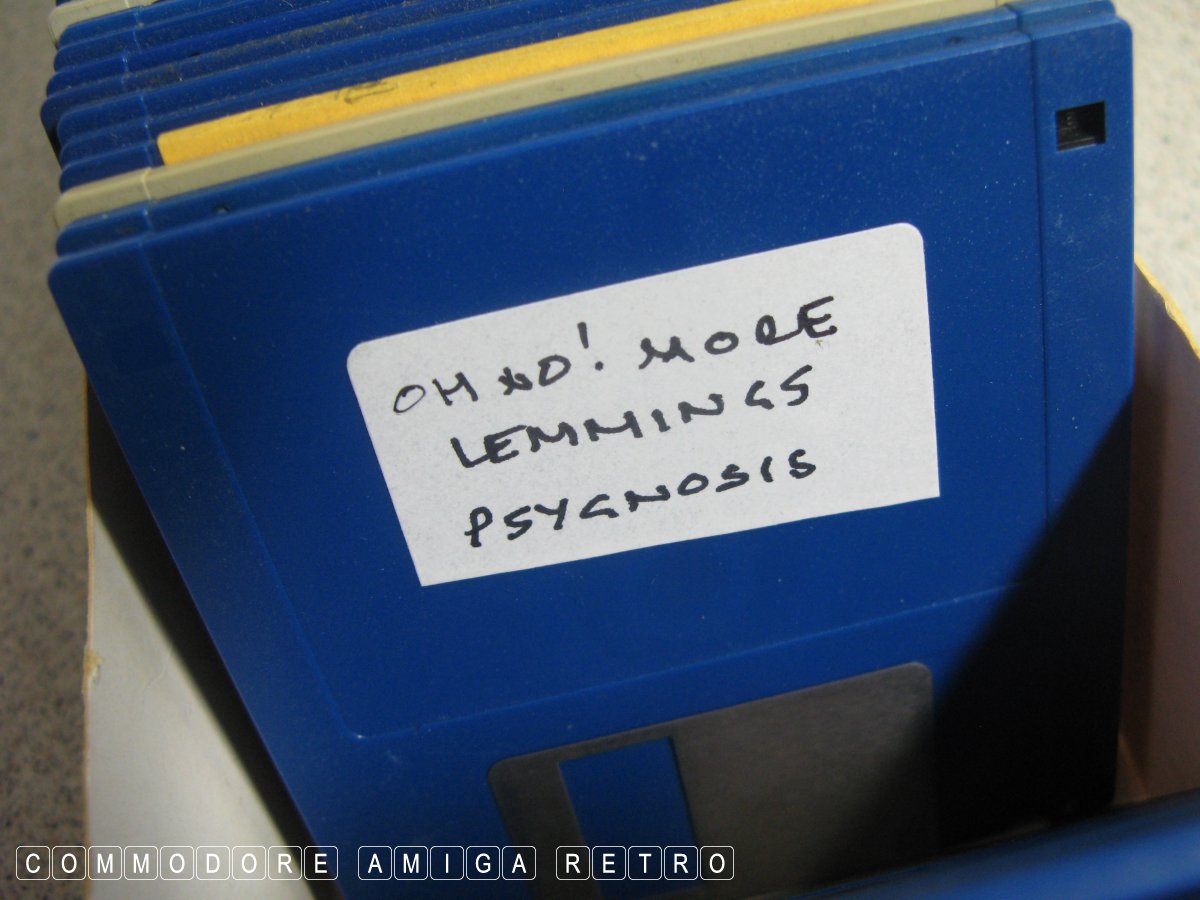 OH NO! MORE
LEMMINGS
PSYGNOSIS
COMMODORE AMIGA RETRO